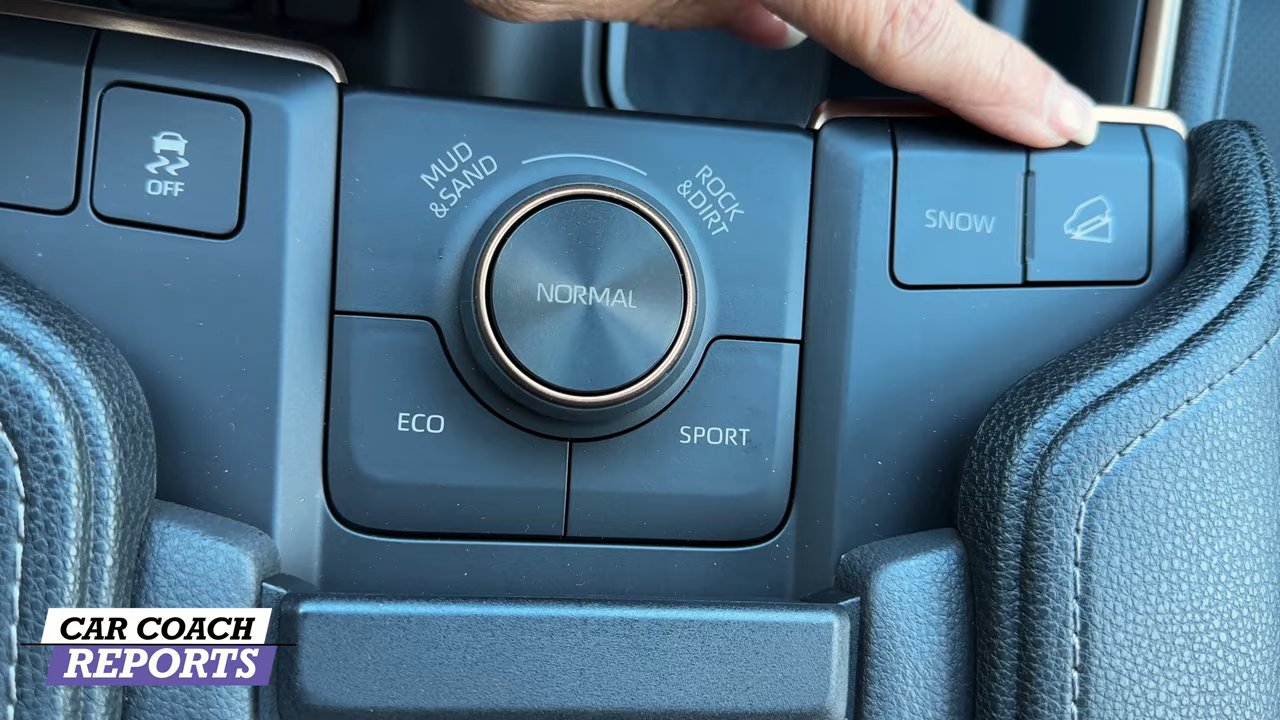 OFF
MUD
&SAND
ROCK
&DIRT
NORMAL
SNOW
ECO
SPORT
CAR COACH
REPORTS